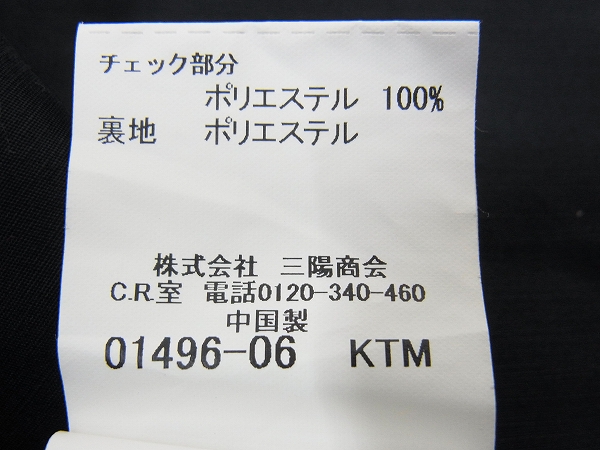 チェック部分
ポリエステル 100%
裏地 ポリエステル
株式会社 三陽商会
C.R.室 電話0120-340-460
中国製
01496-06 KTM